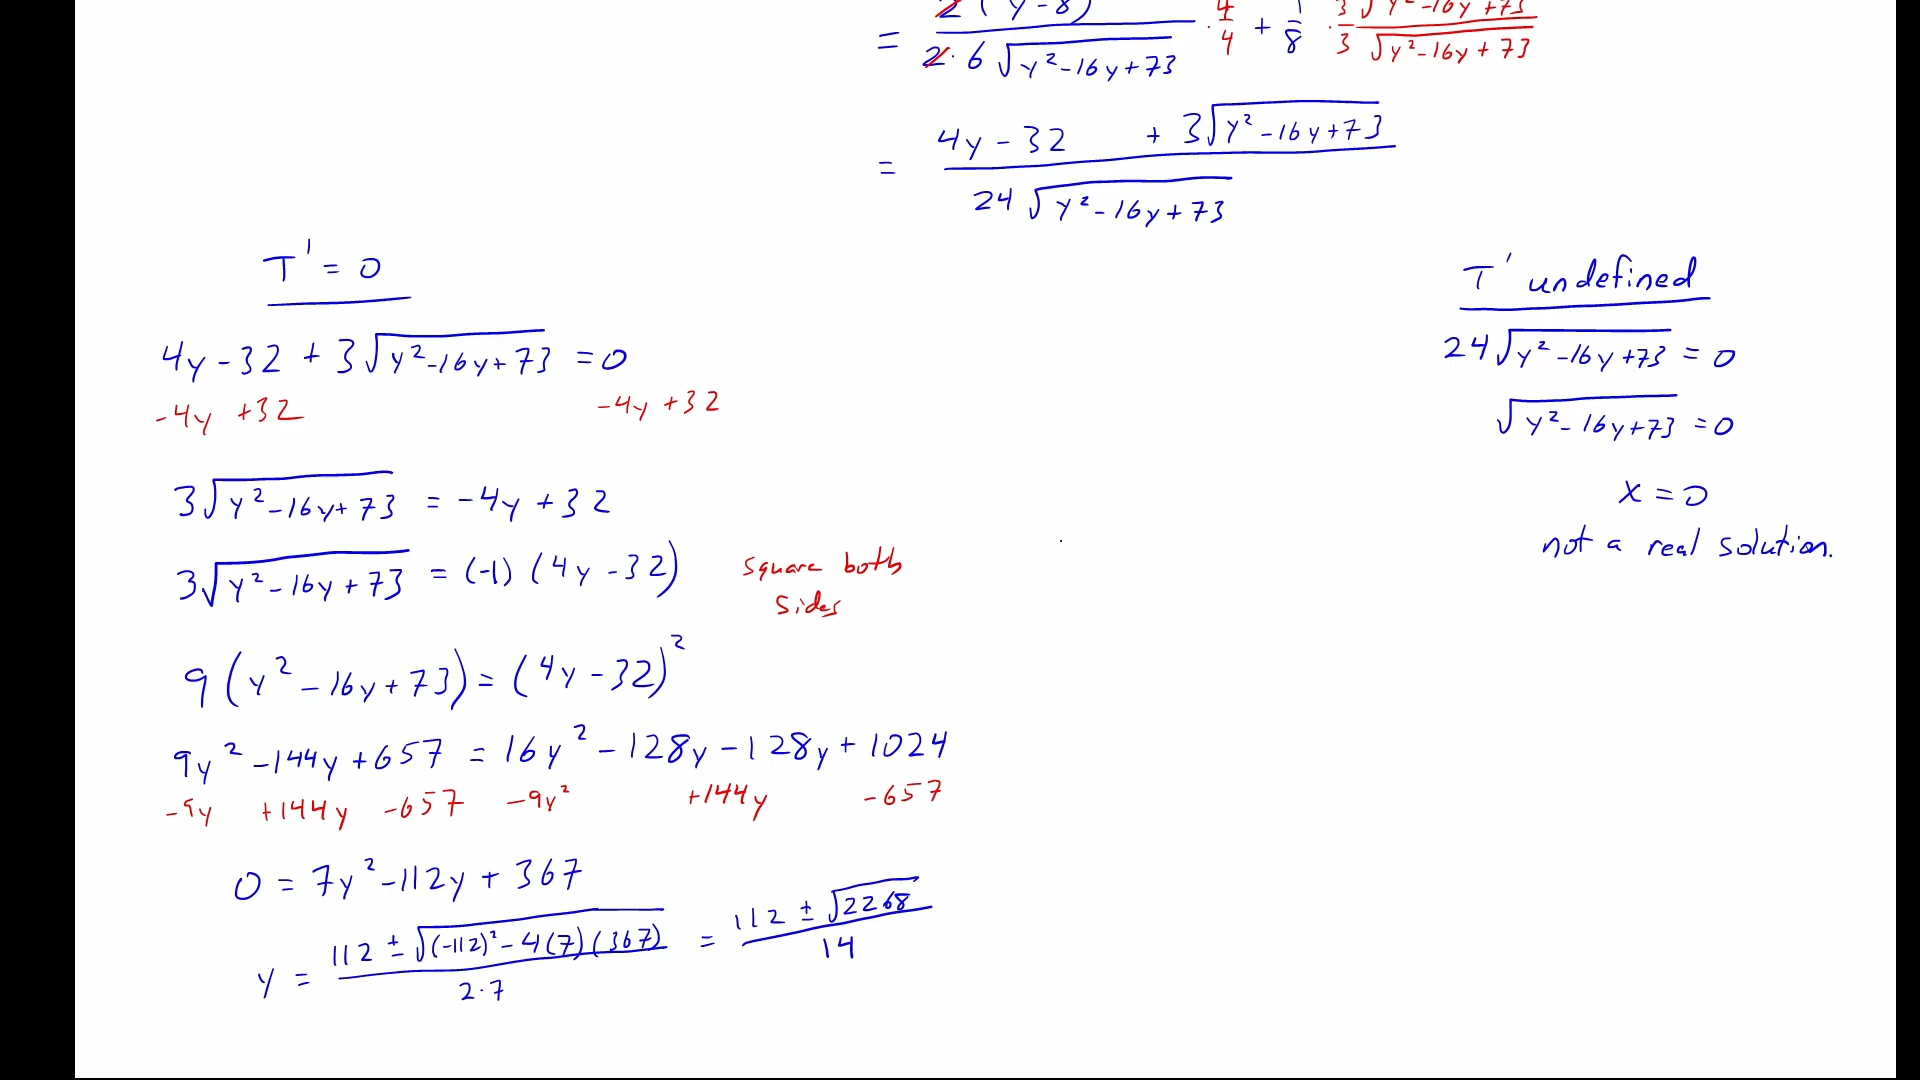 = 2(y-8) / 2·6√(y²-16y+73) · 4/4 + 1/8 · 3/3 √(y²-16y+73) / √(y²-16y+73)
= (4y-32 + 3√(y²-16y+73)) / 24√(y²-16y+73)
T' = 0
4y-32 + 3√(y²-16y+73) = 0
-4y +32 -4y +32
3√(y²-16y+73) = -4y+32
3√(y²-16y+73) = (-1)(4y-32) square both sides
9(y²-16y+73) = (4y-32)²
9y²-144y+657 = 16y²-128y-128y+1024
-9y +144y -657 -9y² +144y -657
0 = 7y²-112y+367
y = (112 ± √((-112)²-4(7)(367))) / 2·7 = (112 ± √2268) / 14
T' undefined
24√(y²-16y+73) = 0
√(y²-16y+73) = 0
x = 0
not a real solution.